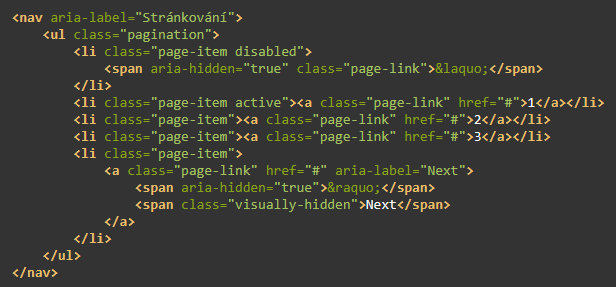 <nav aria-label="Stránkování">
    <ul class="pagination">
        <li class="page-item disabled">
            <span aria-hidden="true" class="page-link">&laquo;</span>
        </li>
        <li class="page-item active"><a class="page-link" href="#">1</a></li>
        <li class="page-item"><a class="page-link" href="#">2</a></li>
        <li class="page-item"><a class="page-link" href="#">3</a></li>
        <li class="page-item">
            <a class="page-link" href="#" aria-label="Next">
                <span aria-hidden="true">&raquo;</span>
                <span class="visually-hidden">Next</span>
            </a>
        </li>
    </ul>
</nav>